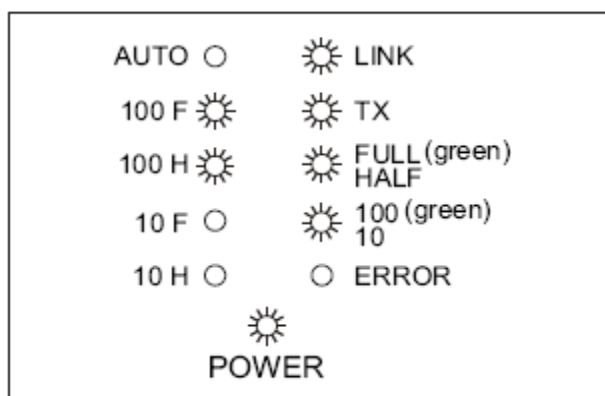 AUTO LINK
100 F TX
100 H FULL (green)
HALF
10 F 100 (green)
10
10 H ERROR
POWER